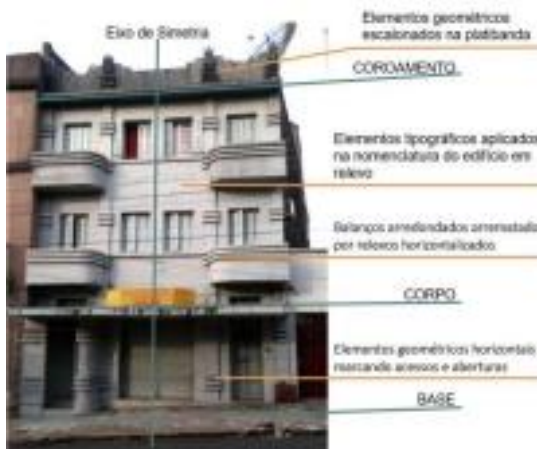 Eixo de Simetria
Elementos geométricos
escalonados na platibanda
COROAMENTO
Elementos tipográficos aplicados
na nomenclatura do edifício em
relevo
Balanços arredondados arrematado
por relevos horizontalizados
CORPO
Elementos geométricos horizontais
marcando acessos e aberturas
BASE